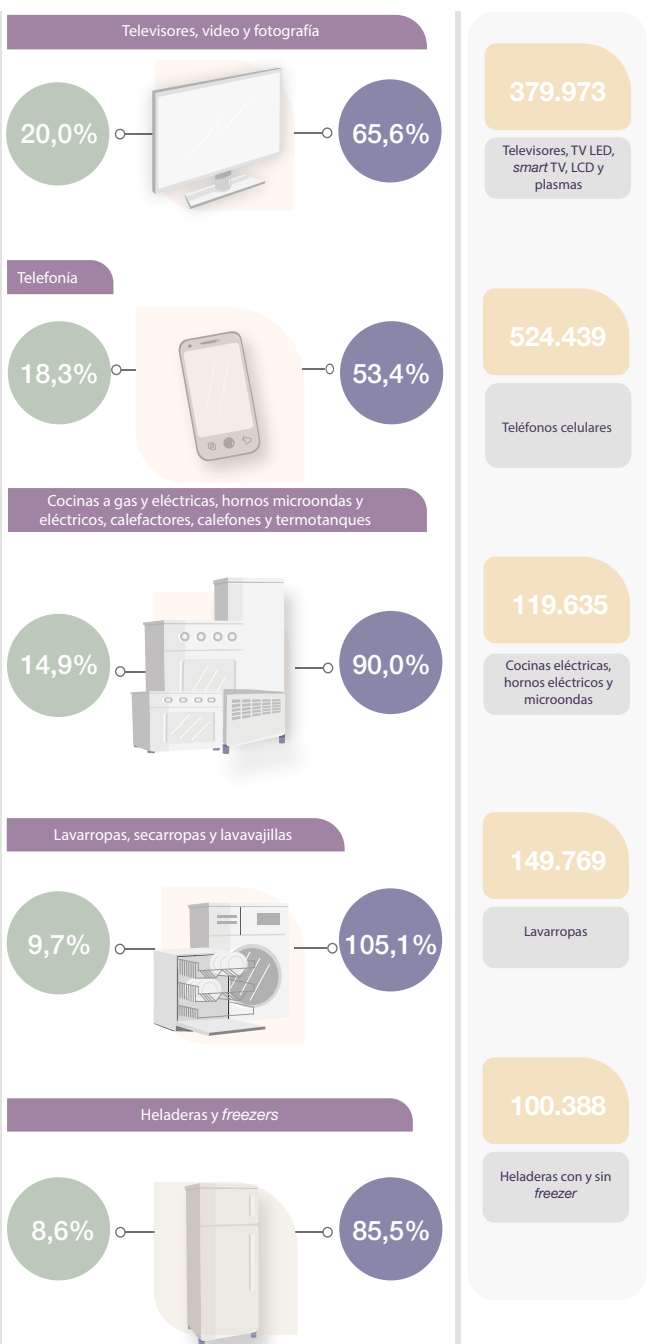 Televisores, video y fotografía
20,0%
65,6%
379.973
Televisores, TV LED,
smart TV, LCD y
plasmas
Telefonía
18,3%
53,4%
524.439
Teléfonos celulares
Cocinas a gas y eléctricas, hornos microondas y
eléctricos, calefactores, calefones y termotanques
14,9%
90,0%
119.635
Cocinas eléctricas,
hornos eléctricos y
microondas
Lavarropas, secarropas y lavavajillas
9,7%
105,1%
149.769
Lavarropas
Heladeras y freezers
8,6%
85,5%
100.388
Heladeras con y sin
freezer